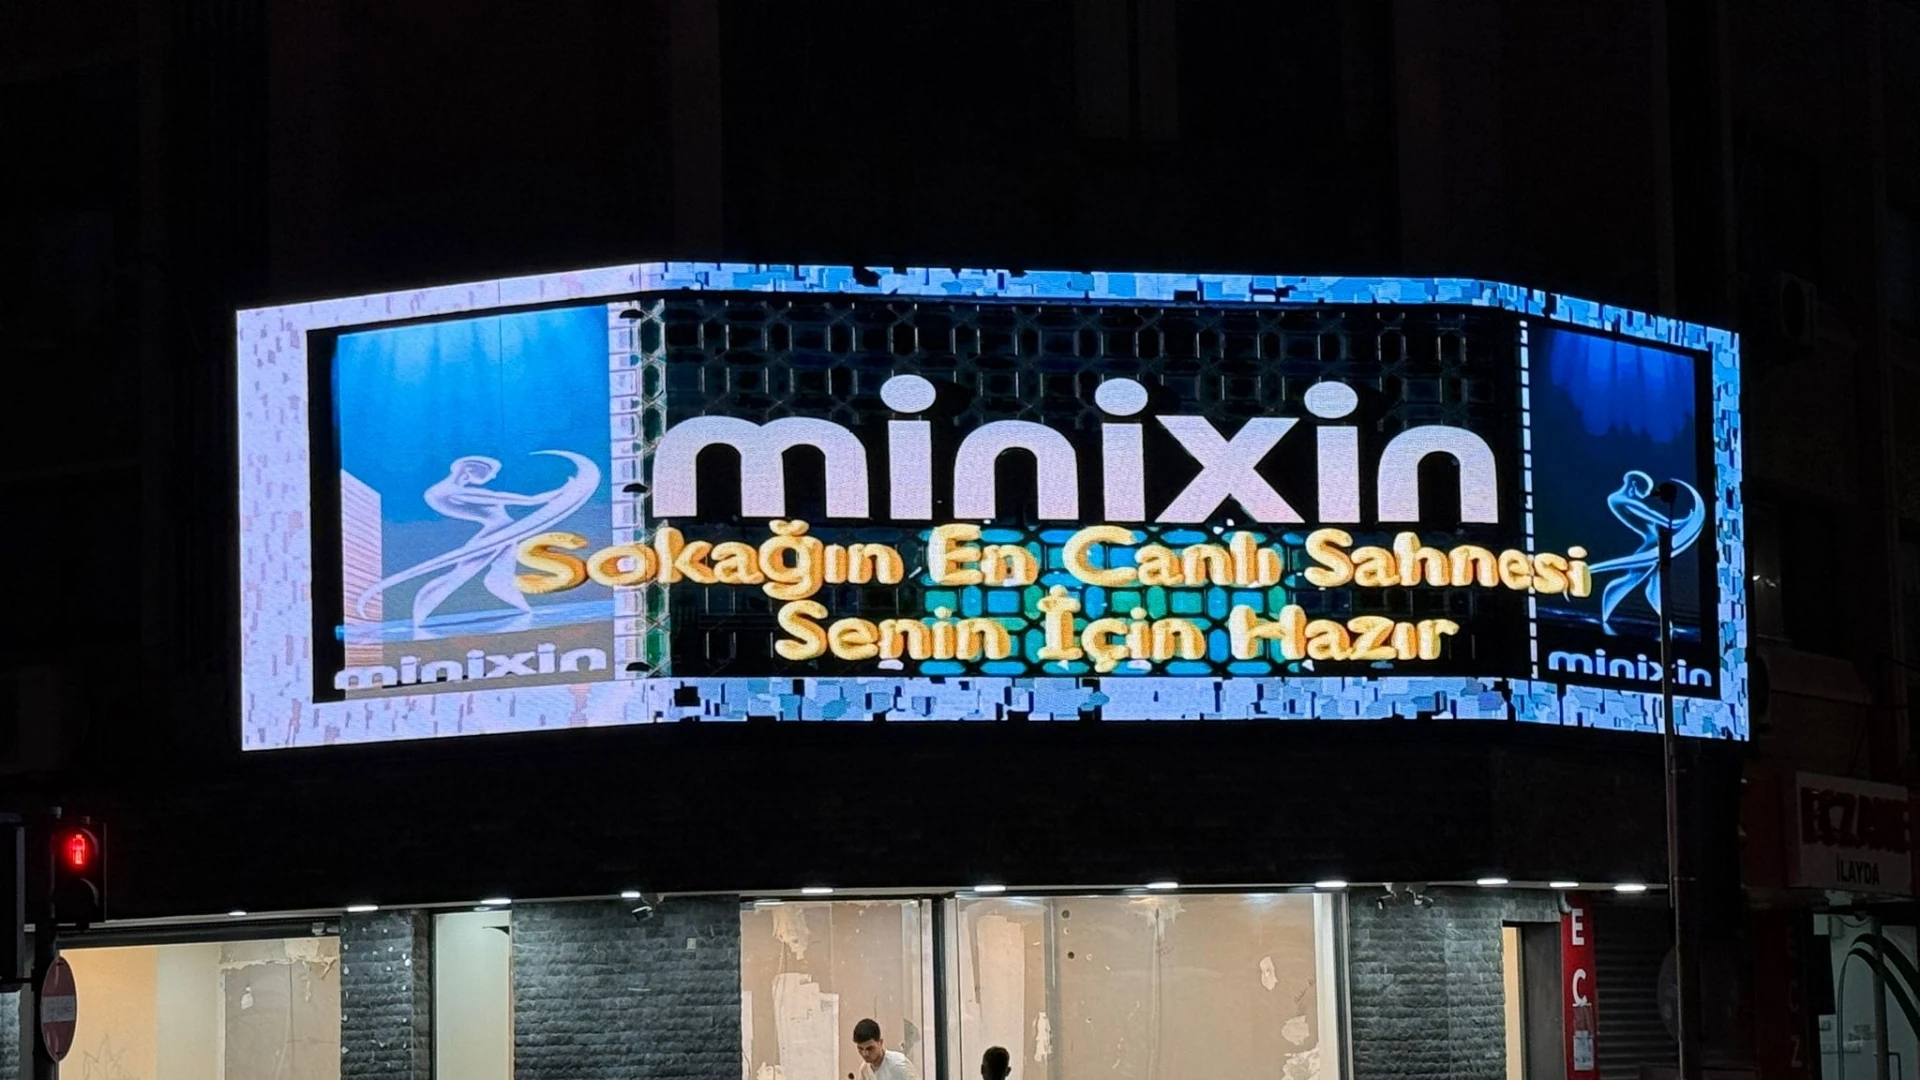 minixin
Sokağın En Canlı Sahnesi
Senin İçin Hazır
minixin
minixin
ECZANE
İLAYDA
E
C
Z